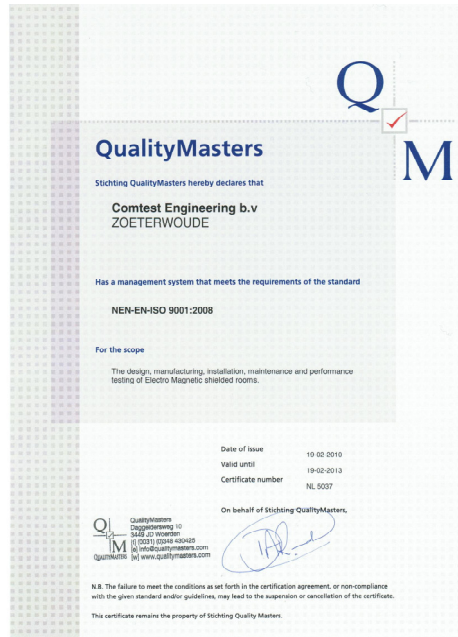 Q
M
QualityMasters
Stichting QualityMasters hereby declares that
Comtest Engineering b.v
ZOETERWOUDE
Has a management system that meets the requirements of the standard
NEN-EN-ISO 9001:2008
For the scope
The design, manufacturing, installation, maintenance and performance
testing of Electro Magnetic shielded rooms.
Date of issue 10-02-2010
Valid until 19-02-2013
Certificate number NL 5037
On behalf of Stichting QualityMasters,
Q
M
QUALITYMASTERS
QualityMasters
Daggeldersweg 10
3449 JD Woerden
[t] (0031) (0)348 430425
[e] info@qualitymasters.com
[w] www.qualitymasters.com
N.B. The failure to meet the conditions as set forth in the certification agreement, or non-compliance
with the given standard and/or guidelines, may lead to the suspension or cancellation of the certificate.
This certificate remains the property of Stichting Quality Masters.